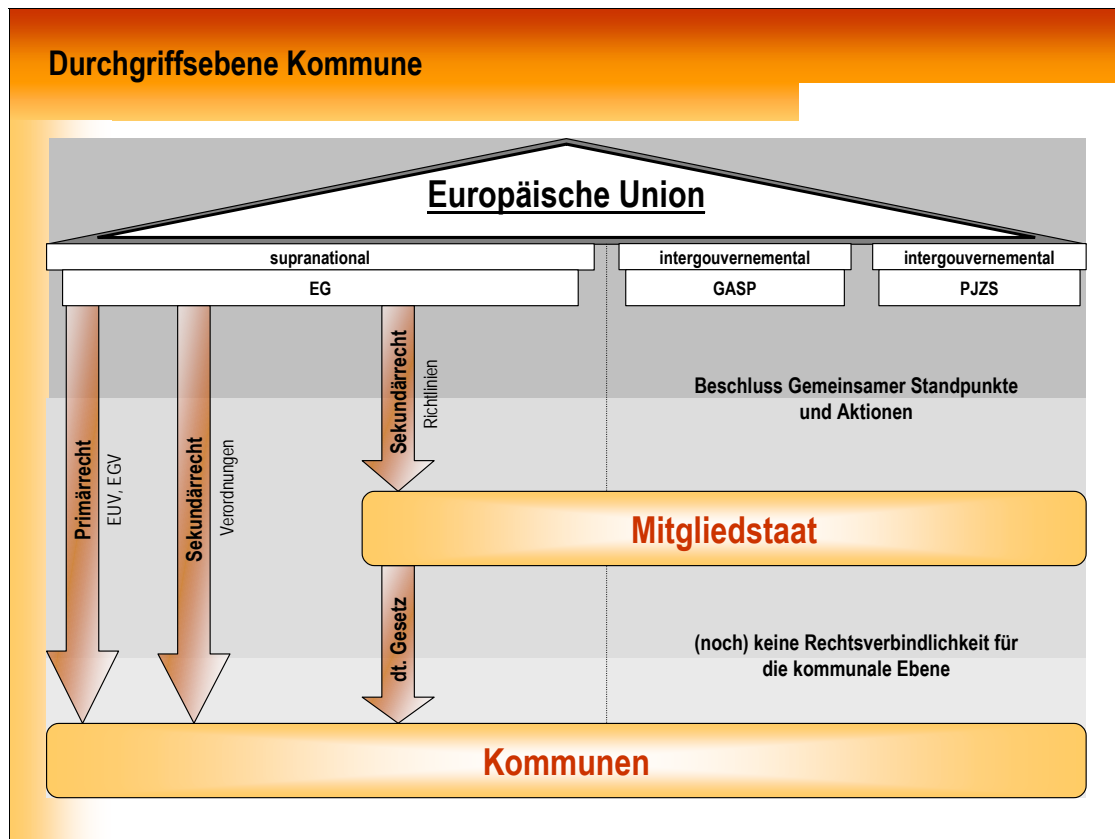 Durchgriffsebene Kommune
Europäische Union
supranational
intergouvernemental
intergouvernemental
EG
GASP
PJZS
Primärrecht
EUV, EGV
Sekundärrecht
Verordnungen
Sekundärrecht
Richtlinien
Beschluss Gemeinsamer Standpunkte
und Aktionen
Mitgliedstaat
dt. Gesetz
(noch) keine Rechtsverbindlichkeit für
die kommunale Ebene
Kommunen